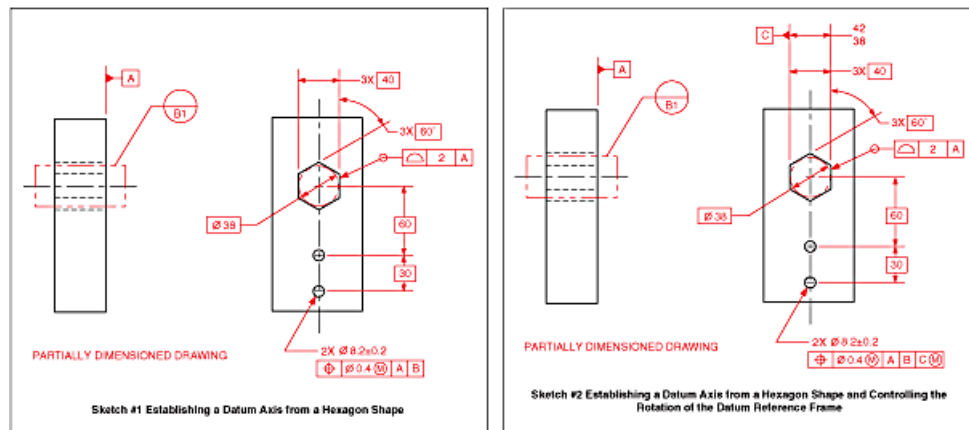 A
B1
3X 40
3X 60°
2 A
Ø 38
60
30
2X Ø 8.2±0.2
Ø 0.4 Ⓜ A B
PARTIALLY DIMENSIONED DRAWING
Sketch #1 Establishing a Datum Axis from a Hexagon Shape
C
42
38
A
3X 40
B1
3X 60°
2 A
Ø 38
60
30
2X Ø 8.2±0.2
Ø 0.4 Ⓜ A B C Ⓜ
PARTIALLY DIMENSIONED DRAWING
Sketch #2 Establishing a Datum Axis from a Hexagon Shape and Controlling the
Rotation of the Datum Reference Frame